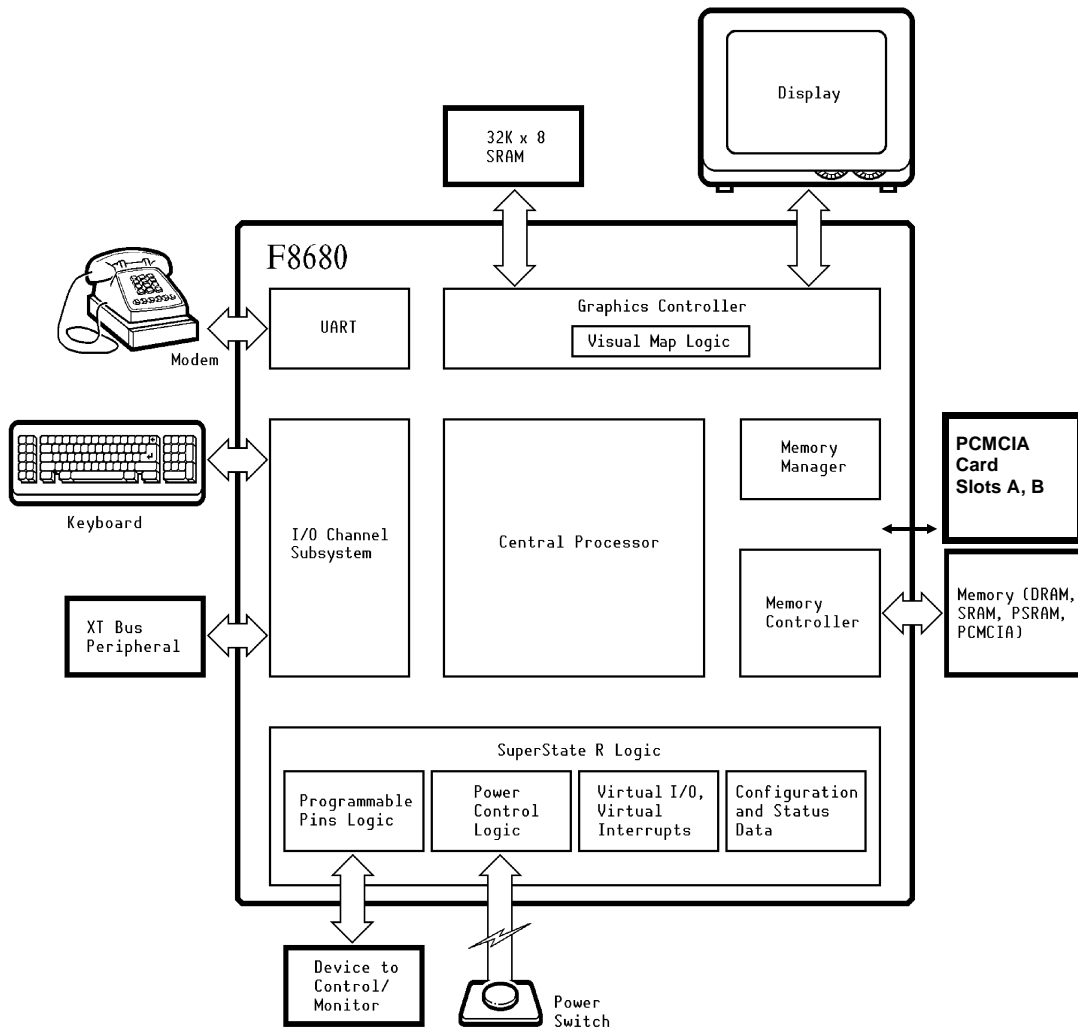 Display
32K x 8
SRAM
F8680
UART
Graphics Controller
Visual Map Logic
Modem
Keyboard
I/O Channel
Subsystem
Central Processor
Memory
Manager
PCMCIA
Card
Slots A, B
XT Bus
Peripheral
Memory
Controller
Memory (DRAM,
SRAM, PSRAM,
PCMCIA)
SuperState R Logic
Programmable
Pins Logic
Power
Control
Logic
Virtual I/O,
Virtual
Interrupts
Configuration
and Status
Data
Device to
Control/
Monitor
Power
Switch